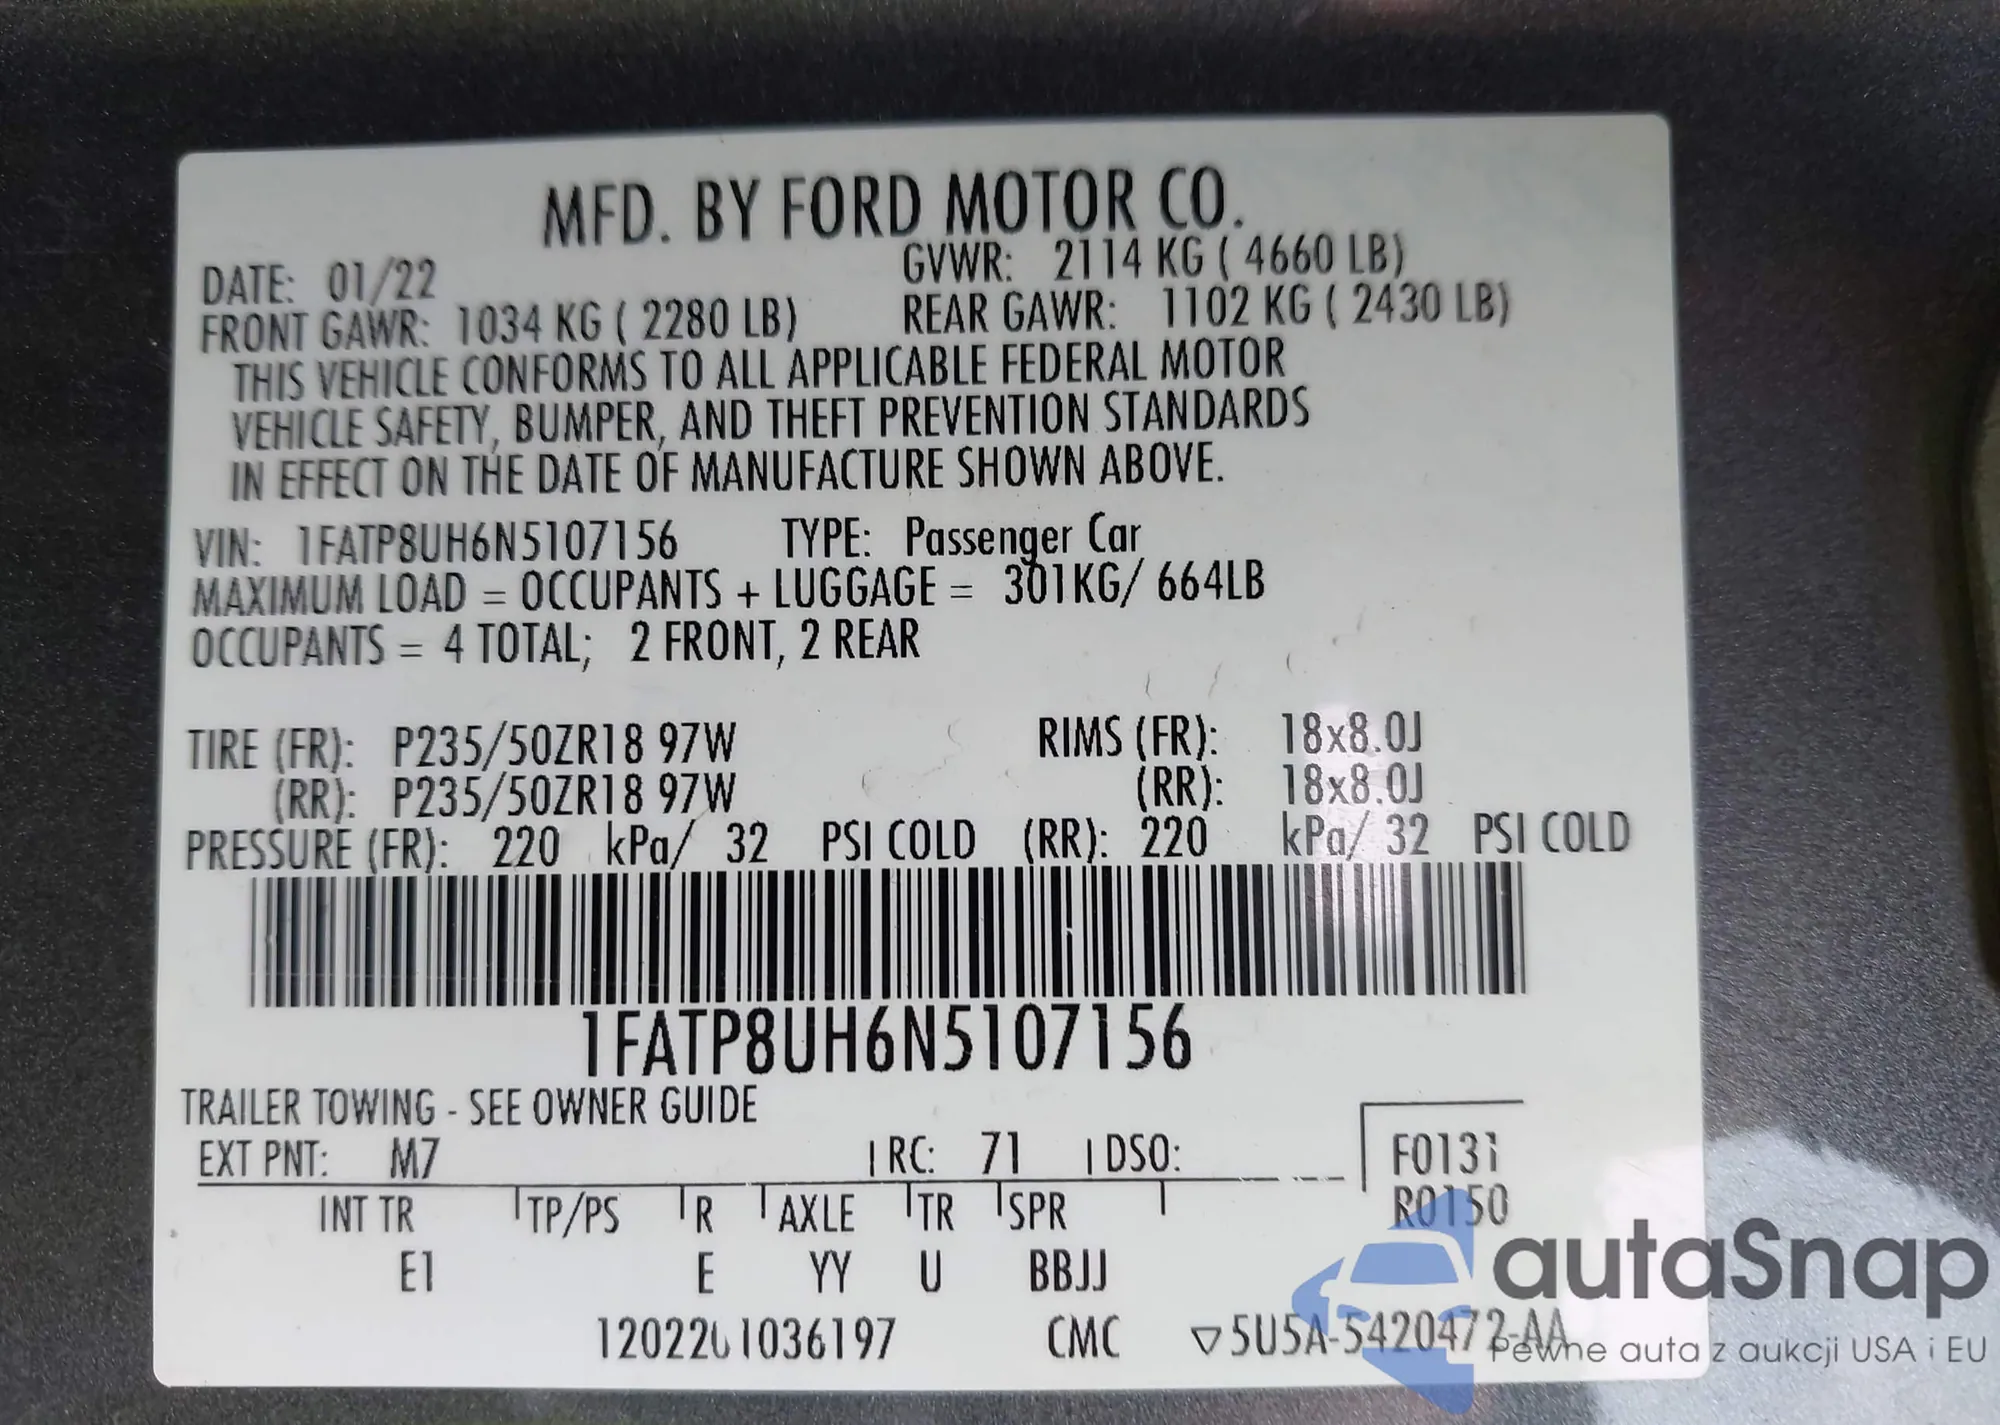 MFD. BY FORD MOTOR CO.
DATE: 01/22 GVWR: 2114 KG ( 4660 LB)
FRONT GAWR: 1034 KG ( 2280 LB) REAR GAWR: 1102 KG ( 2430 LB)
THIS VEHICLE CONFORMS TO ALL APPLICABLE FEDERAL MOTOR
VEHICLE SAFETY, BUMPER, AND THEFT PREVENTION STANDARDS
IN EFFECT ON THE DATE OF MANUFACTURE SHOWN ABOVE.
VIN: 1FATP8UH6N5107156 TYPE: Passenger Car
MAXIMUM LOAD = OCCUPANTS + LUGGAGE = 301KG/ 664LB
OCCUPANTS = 4 TOTAL; 2 FRONT, 2 REAR
TIRE (FR): P235/50ZR18 97W RIMS (FR): 18x8.0J
(RR): P235/50ZR18 97W (RR): 18x8.0J
PRESSURE (FR): 220 kPa/ 32 PSI COLD (RR): 220 kPa/ 32 PSI COLD
1FATP8UH6N5107156
TRAILER TOWING - SEE OWNER GUIDE
EXT PNT: M7 RC: 71 DSO: F0131
R0150
INT TR TP/PS R AXLE TR SPR
E1 E YY U BBJJ
1202201036197 CMC ▽5U5A-5420472-AA
autaSnap
Pewne auta z aukcji USA i EU